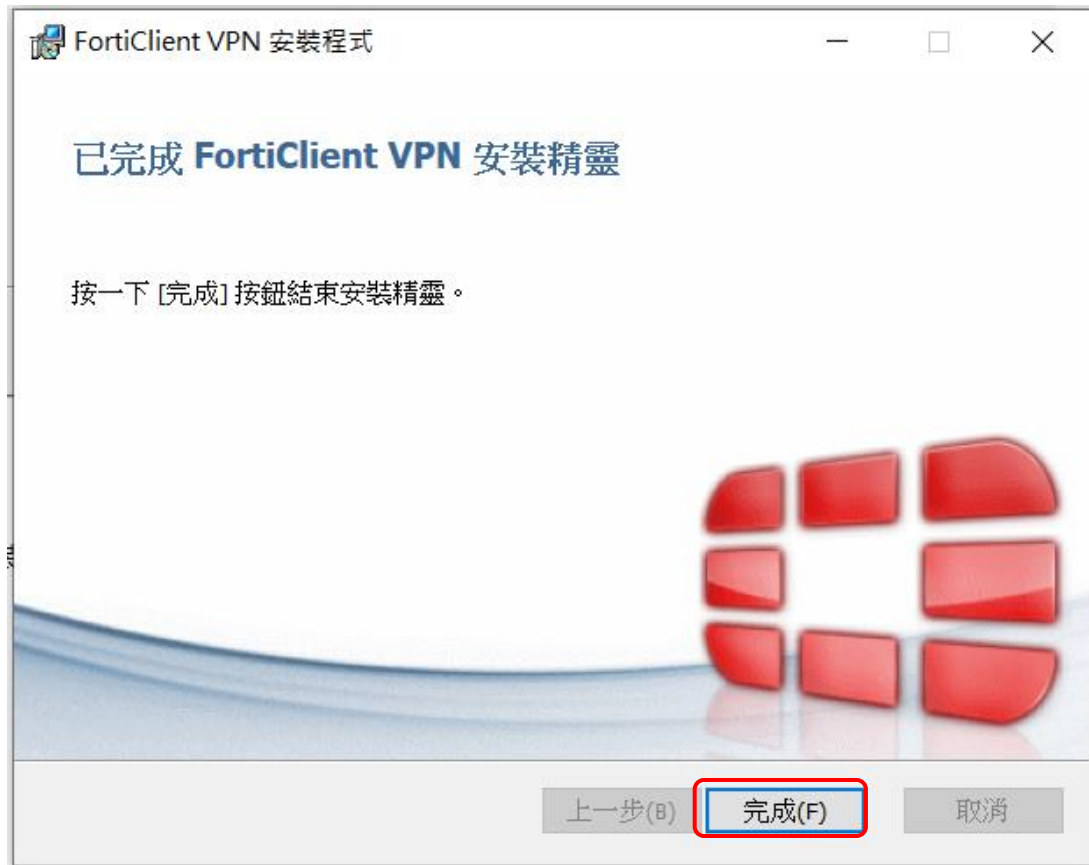 FortiClient VPN 安裝程式
已完成 FortiClient VPN 安裝精靈
按一下 [完成] 按鈕結束安裝精靈。
上一步(B) 完成(F) 取消